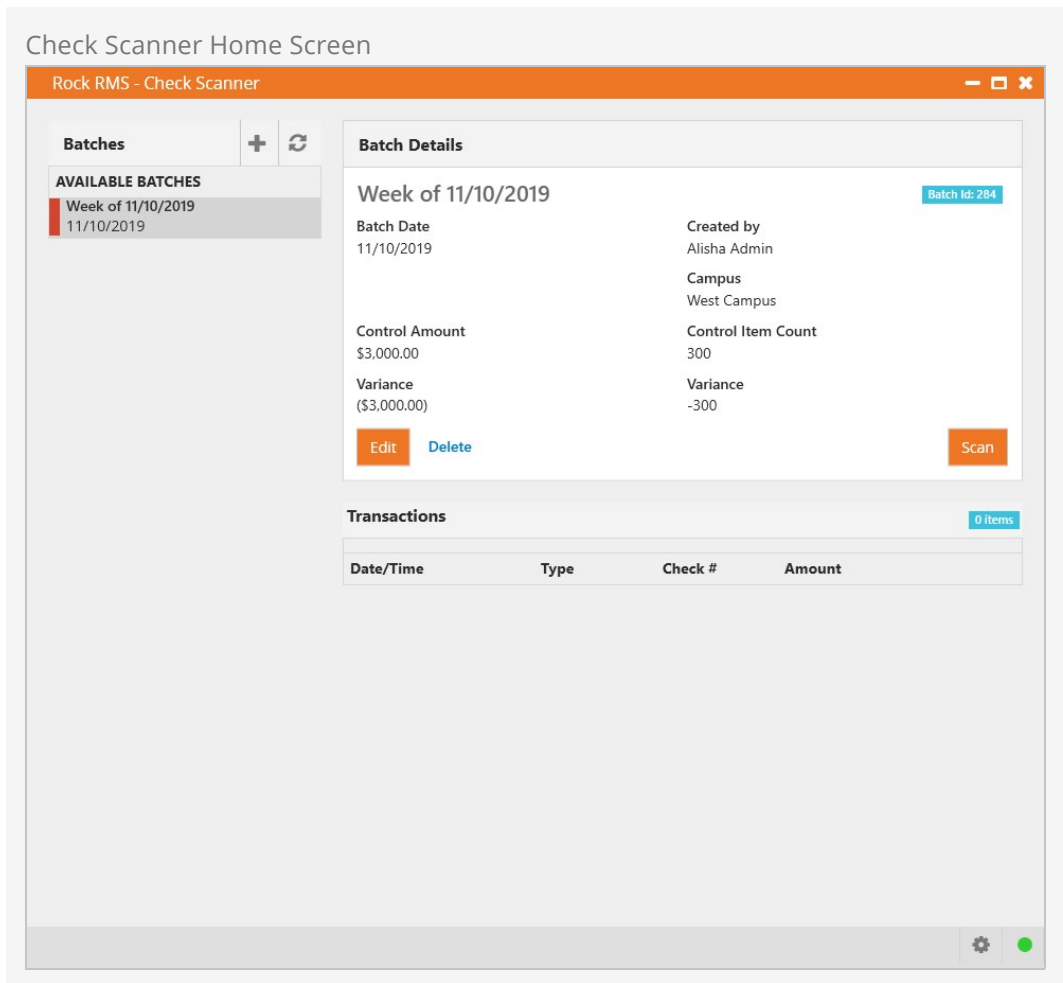 Check Scanner Home Screen
Rock RMS - Check Scanner
Batches
AVAILABLE BATCHES
Week of 11/10/2019
11/10/2019
Batch Details
Week of 11/10/2019
Batch Id: 284
Batch Date
11/10/2019
Created by
Alisha Admin
Campus
West Campus
Control Amount
$3,000.00
Control Item Count
300
Variance
($3,000.00)
Variance
-300
Edit Delete Scan
Transactions
0 items
Date/Time Type Check # Amount